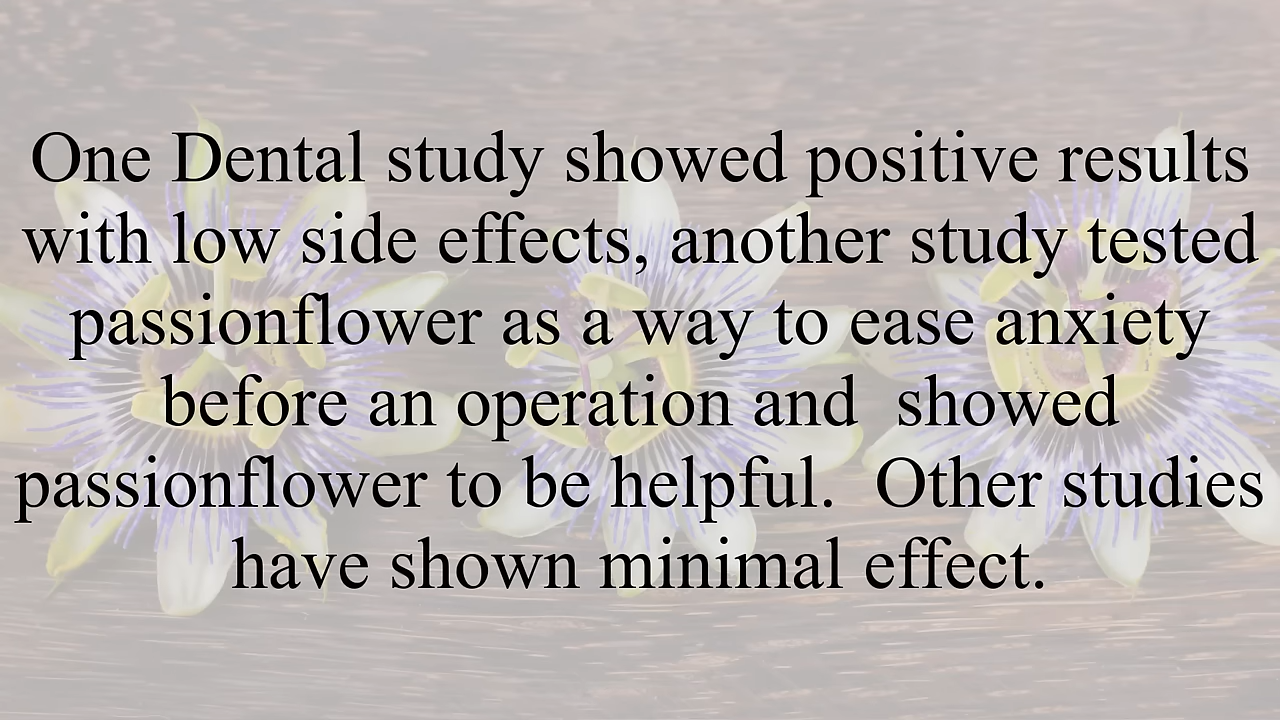 One Dental study showed positive results
with low side effects, another study tested
passionflower as a way to ease anxiety
before an operation and  showed
passionflower to be helpful.  Other studies
have shown minimal effect.